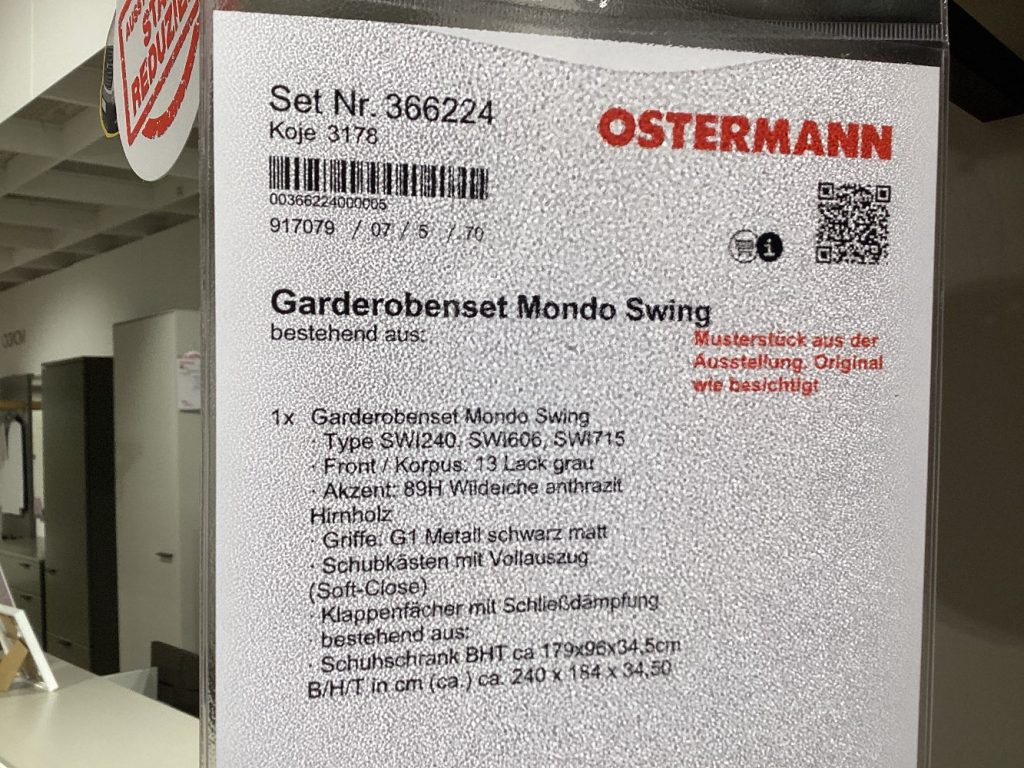 AUSS
STA
REDUZIE
Set Nr. 366224
Koje 3178
OSTERMANN
00366224000005
917079 / 07 / 5 / .70
i
Garderobenset Mondo Swing
bestehend aus:
Musterstück aus der
Ausstellung. Original
wie besichtigt
1x Garderobenset Mondo Swing
· Type SWI240, SWI606, SWI715
· Front / Korpus: 13 Lack grau
· Akzent: 89H Wildeiche anthrazit
Hirnholz
· Griffe: G1 Metall schwarz matt
· Schubkästen mit Vollauszug
(Soft-Close)
· Klappenfächer mit Schließdämpfung
· bestehend aus:
· Schuhschrank BHT ca 179x96x34,5cm
B/H/T in cm (ca.) ca. 240 x 184 x 34,50